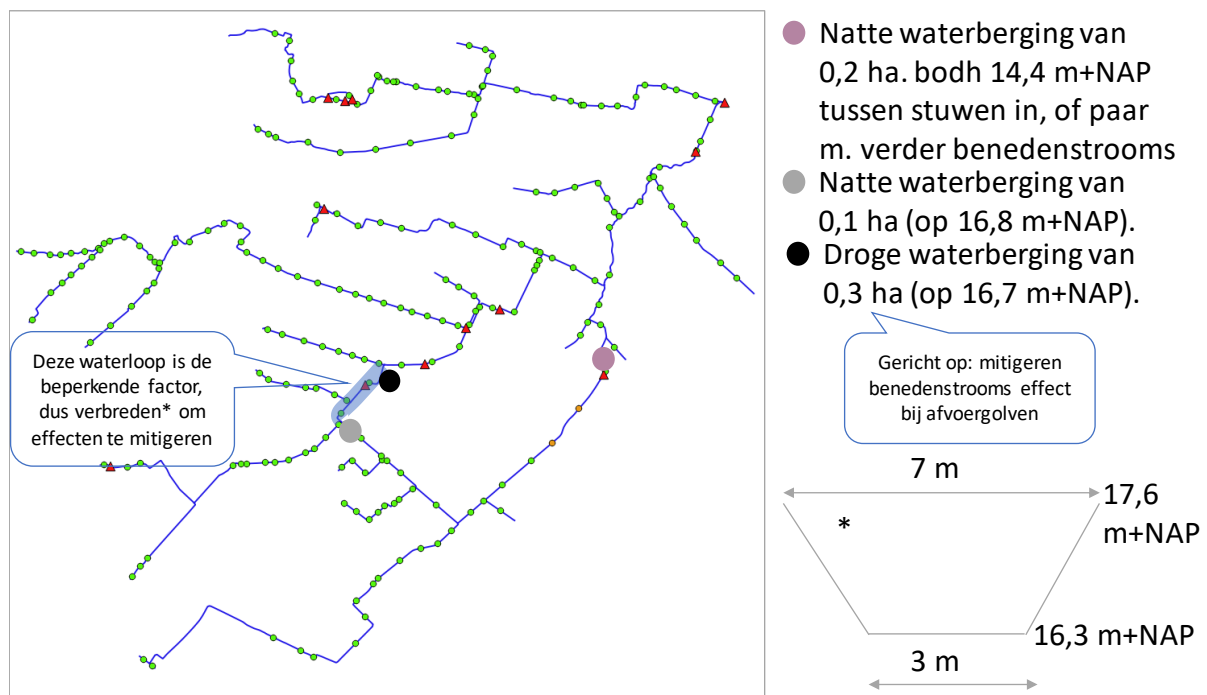 Natte waterberging van
0,2 ha. bodh 14,4 m+NAP
tussen stuwen in, of paar
m. verder benedenstrooms
Natte waterberging van
0,1 ha (op 16,8 m+NAP).
Droge waterberging van
0,3 ha (op 16,7 m+NAP).
Deze waterloop is de
beperkende factor,
dus verbreden* om
effecten te mitigeren
Gericht op: mitigeren
benedenstrooms effect
bij afvoergolven
7 m
17,6
m+NAP
*
16,3 m+NAP
3 m